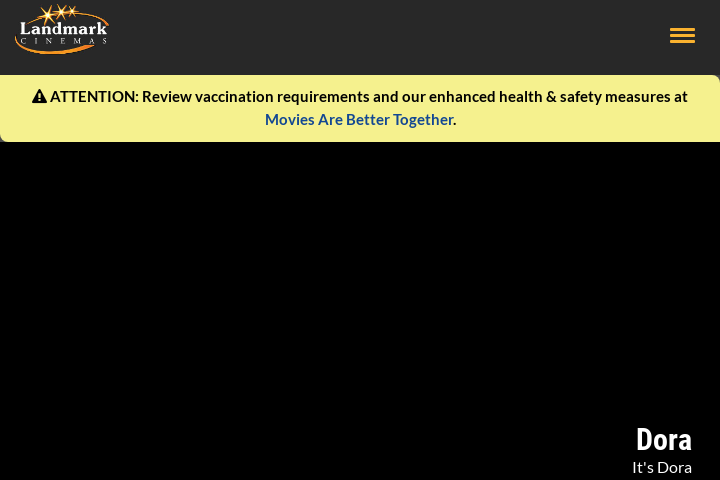 Landmark
CINEMAS
ATTENTION: Review vaccination requirements and our enhanced health & safety measures at
Movies Are Better Together.
Dora
It's Dora